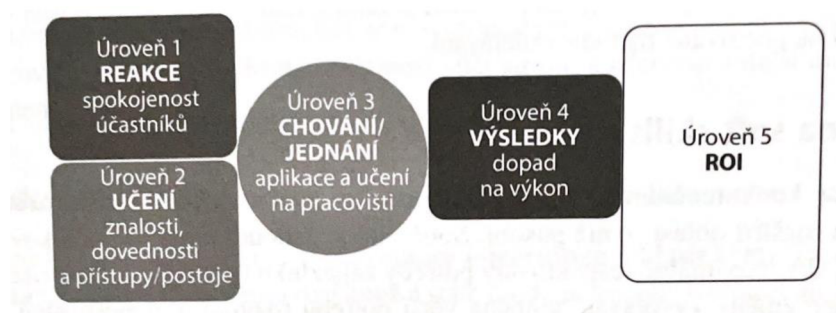 Úroveň 1
REAKCE
spokojenost
účastníků
Úroveň 2
UČENÍ
znalosti,
dovednosti
a přístupy/postoje
Úroveň 3
CHOVÁNÍ/
JEDNÁNÍ
aplikace a učení
na pracovišti
Úroveň 4
VÝSLEDKY
dopad
na výkon
Úroveň 5
ROI